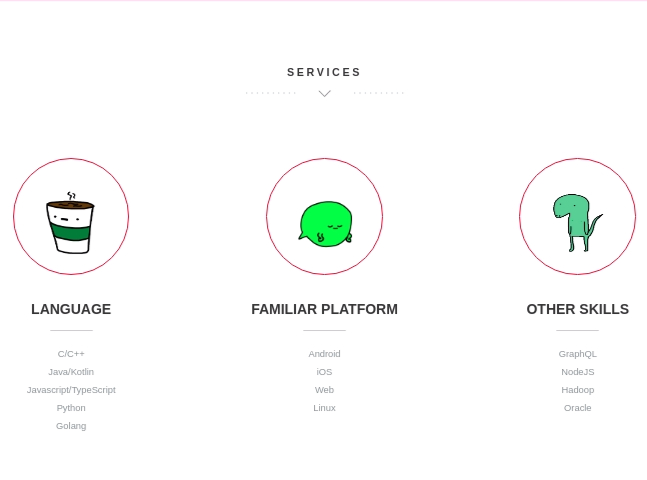 SERVICES
LANGUAGE
C/C++
Java/Kotlin
Javascript/TypeScript
Python
Golang
FAMILIAR PLATFORM
Android
iOS
Web
Linux
OTHER SKILLS
GraphQL
NodeJS
Hadoop
Oracle